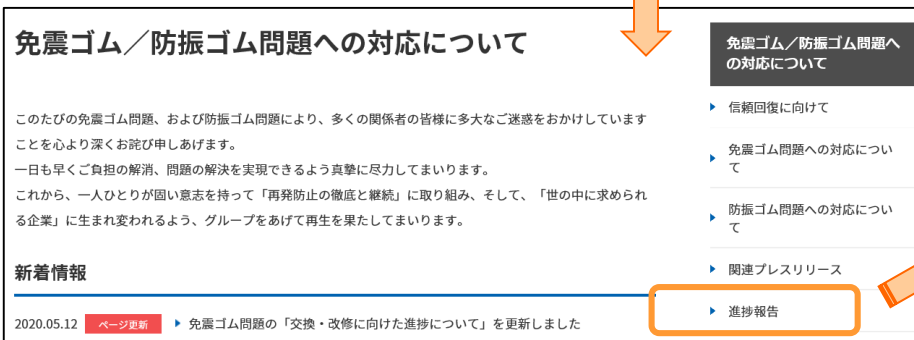 免震ゴム／防振ゴム問題への対応について
このたびの免震ゴム問題、および防振ゴム問題により、多くの関係者の皆様に多大なご迷惑をおかけしています
ことを心より深くお詫び申しあげます。
一日も早くご負担の解消、問題の解決を実現できるよう真摯に尽力してまいります。
これから、一人ひとりが固い意志を持って「再発防止の徹底と継続」に取り組み、そして、「世の中に求められ
る企業」に生まれ変われるよう、グループをあげて再生を果たしてまいります。
新着情報
2020.05.12 ページ更新 免震ゴム問題の「交換・改修に向けた進捗について」を更新しました
免震ゴム／防振ゴム問題へ
の対応について
信頼回復に向けて
免震ゴム問題への対応につい
て
防振ゴム問題への対応につい
て
関連プレスリリース
進捗報告